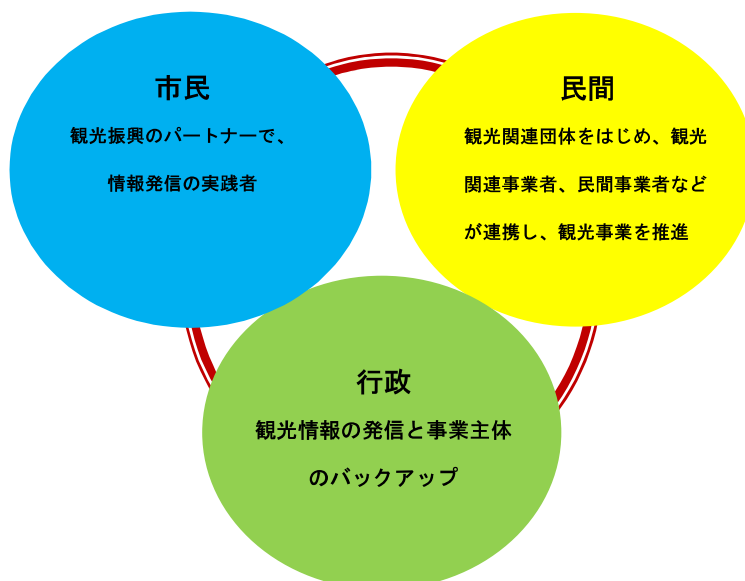 市民
観光振興のパートナーで、
情報発信の実践者
民間
観光関連団体をはじめ、観光
関連事業者、民間事業者など
が連携し、観光事業を推進
行政
観光情報の発信と事業主体
のバックアップ